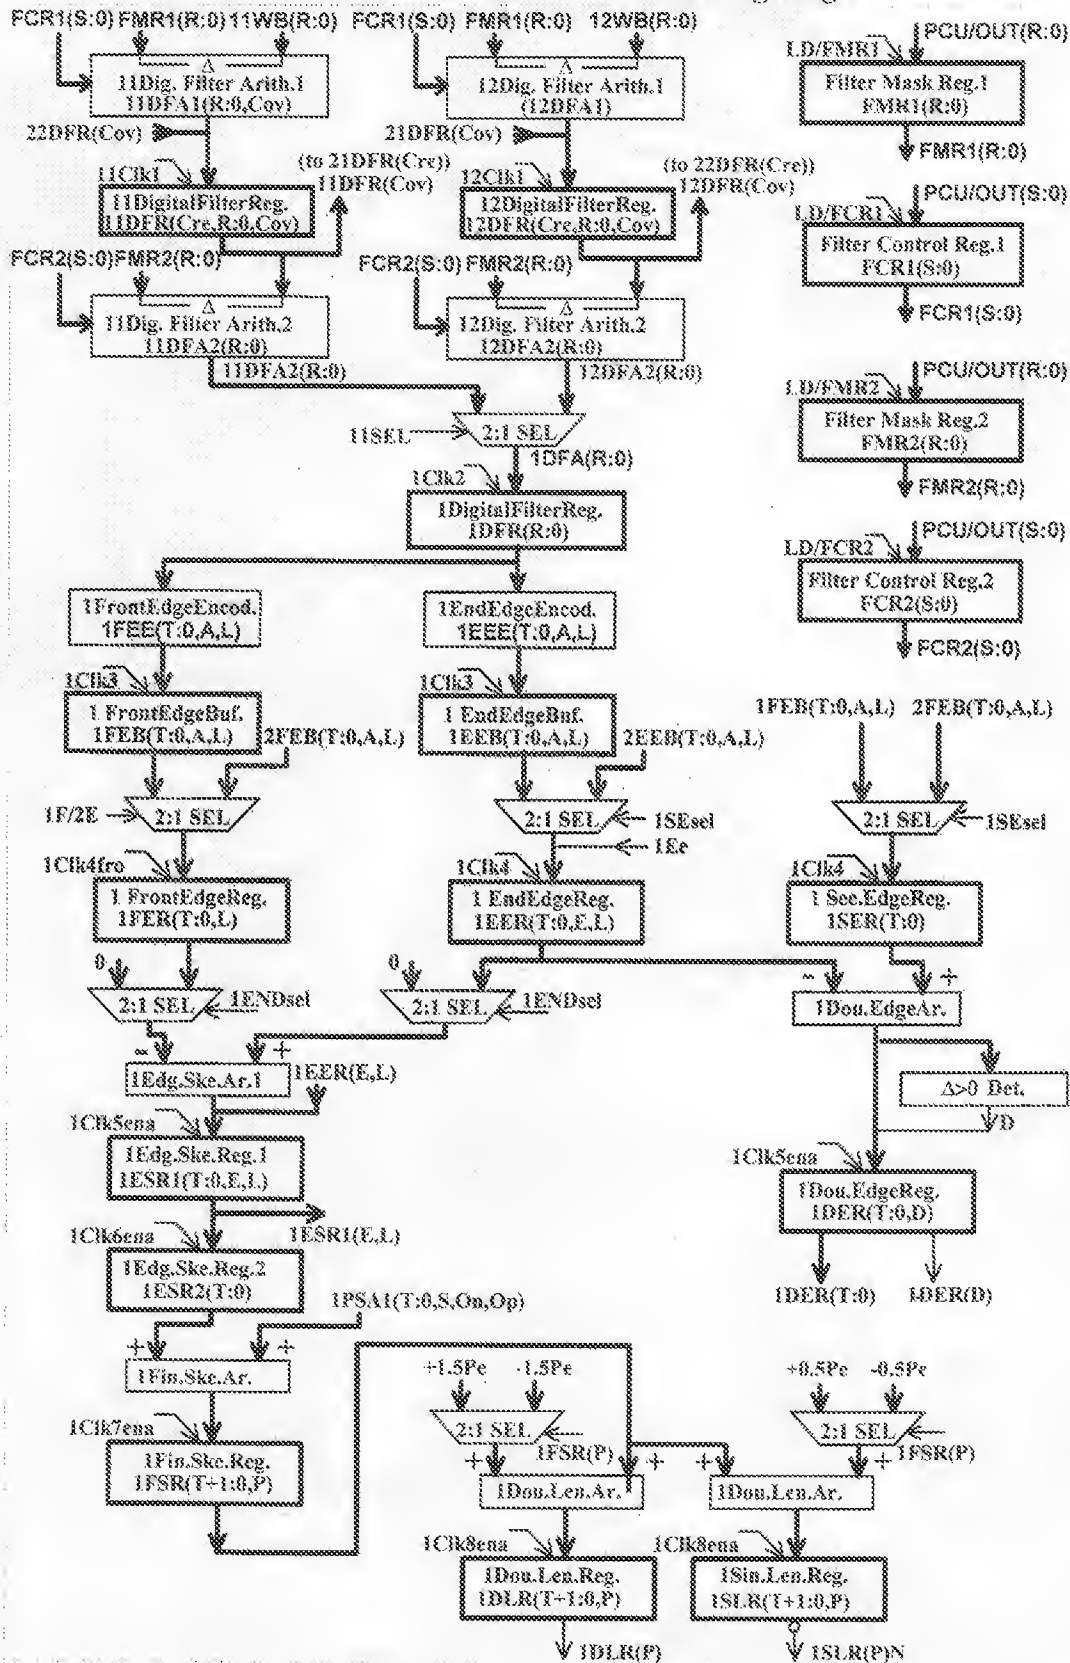 FCR1(S:0) FMR1(R:0) 11WB(R:0)
FCR1(S:0) FMR1(R:0) 12WB(R:0)
PCU/OUT(R:0)
LD/FMR1
Δ
11Dig. Filter Arith.1
11DFA1(R:0,Cov)
Δ
12Dig. Filter Arith.1
(12DFA1)
Filter Mask Reg.1
FMR1(R:0)
22DFR(Cov)
21DFR(Cov)
FMR1(R:0)
11Clk1
(to 21DFR(Cre))
11DFR(Cov)
12Clk1
(to 22DFR(Cre))
12DFR(Cov)
PCU/OUT(S:0)
LD/FCR1
11DigitalFilterReg.
11DFR(Cre,R:0,Cov)
12DigitalFilterReg.
12DFR(Cre,R:0,Cov)
Filter Control Reg.1
FCR1(S:0)
FCR2(S:0) FMR2(R:0)
FCR2(S:0) FMR2(R:0)
FCR1(S:0)
Δ
11Dig. Filter Arith.2
11DFA2(R:0)
Δ
12Dig. Filter Arith.2
12DFA2(R:0)
11DFA2(R:0)
12DFA2(R:0)
PCU/OUT(R:0)
LD/FMR2
Filter Mask Reg.2
FMR2(R:0)
FMR2(R:0)
11SEL
2:1 SEL
1DFA(R:0)
1Clk2
1DigitalFilterReg.
1DFR(R:0)
PCU/OUT(S:0)
LD/FCR2
Filter Control Reg.2
FCR2(S:0)
FCR2(S:0)
1FrontEdgeEncod.
1FEE(T:0,A,L)
1EndEdgeEncod.
1EEE(T:0,A,L)
1Clk3
1 FrontEdgeBuf.
1FEB(T:0,A,L)
2FEB(T:0,A,L)
1Clk3
1 EndEdgeBuf.
1EEB(T:0,A,L)
2EEB(T:0,A,L)
1FEB(T:0,A,L) 2FEB(T:0,A,L)
1F/2E
2:1 SEL
2:1 SEL
1SEsel
2:1 SEL
1SEsel
1Ee
1Clk4fro
1 FrontEdgeReg.
1FER(T:0,L)
1Clk4
1 EndEdgeReg.
1EER(T:0,E,L)
1Clk4
1 Sec.EdgeReg.
1SER(T:0)
0
2:1 SEL
1ENDsel
0
2:1 SEL
1ENDsel
- +
1Dou.EdgeAr.
- +
1Edg.Ske.Ar.1
1EER(E,L)
Δ>0 Det.
D
1Clk5ena
1Edg.Ske.Reg.1
1ESR1(T:0,E,L)
1Clk5ena
1Dou.EdgeReg.
1DER(T:0,D)
1ESR1(E,L)
1Clk6ena
1Edg.Ske.Reg.2
1ESR2(T:0)
1DER(T:0)
1DER(D)
1PSA1(T:0,S,On,Op)
+ +
1Fin.Ske.Ar.
+1.5Pe -1.5Pe
+0.5Pe -0.5Pe
2:1 SEL
1FSR(P)
2:1 SEL
1FSR(P)
1Clk7ena
1Fin.Ske.Reg.
1FSR(T+1:0,P)
+ +
1Dou.Len.Ar.
+ +
1Dou.Len.Ar.
1Clk8ena
1Dou.Len.Reg.
1DLR(T+1:0,P)
1Clk8ena
1Sin.Len.Reg.
1SLR(T+1:0,P)
1DLR(P)
1SLR(P)N